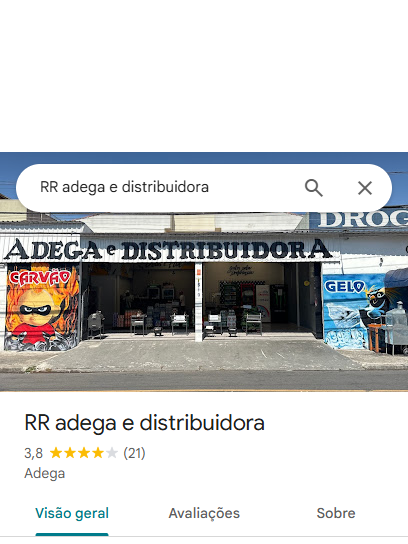 RR adega e distribuidora
DROG
ADEGA e DISTRIBUIDORA
CARVÃO
GELO
RR adega e distribuidora
3,8 (21)
Adega
Visão geral
Avaliações
Sobre